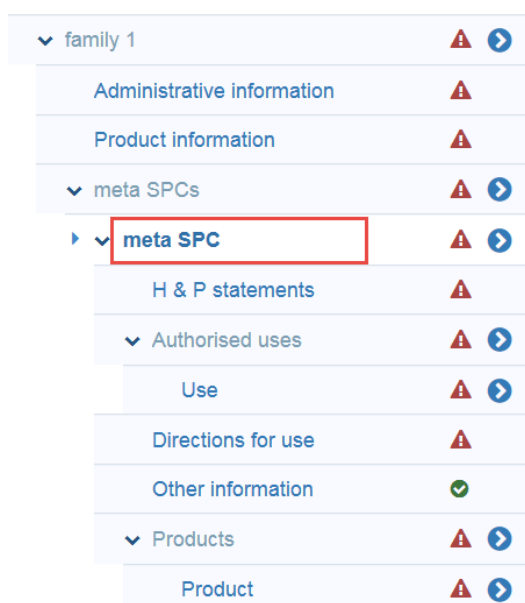 family 1
Administrative information
Product information
meta SPCs
meta SPC
H & P statements
Authorised uses
Use
Directions for use
Other information
Products
Product